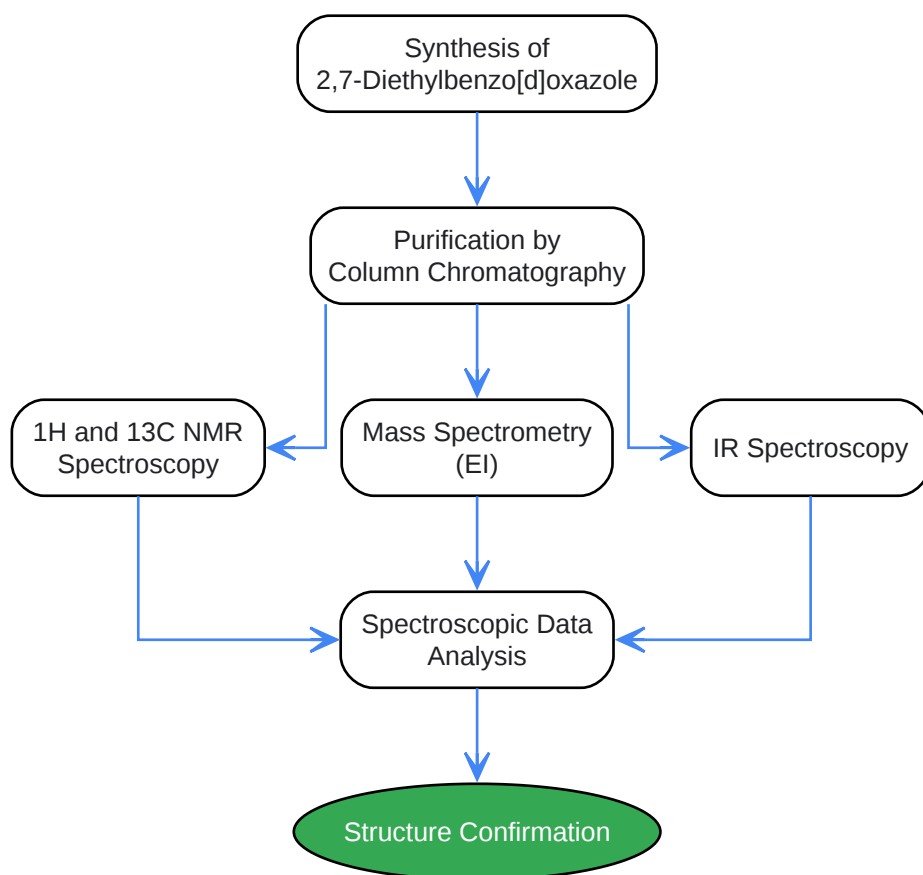 Synthesis of
2,7-Diethylbenzo[d]oxazole
Purification by
Column Chromatography
1H and 13C NMR
Spectroscopy
Mass Spectrometry
(EI)
IR Spectroscopy
Spectroscopic Data
Analysis
Structure Confirmation